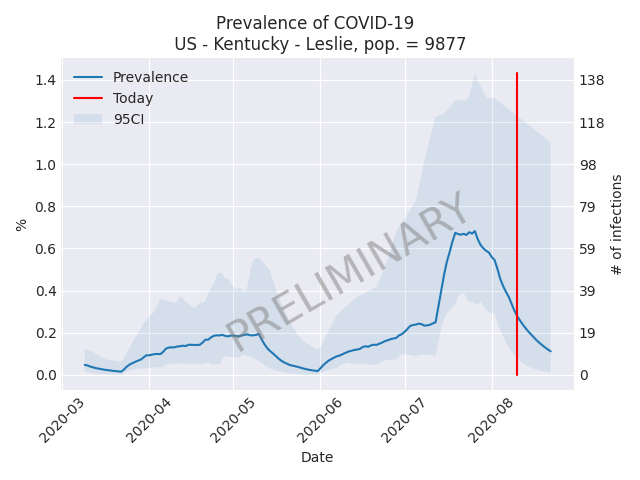 Prevalence of COVID-19
US - Kentucky - Leslie, pop. = 9877
Prevalence
Today
95CI
PRELIMINARY
%
1.4
1.2
1.0
0.8
0.6
0.4
0.2
0.0
138
118
98
79
59
39
19
0
# of infections
2020-03
2020-04
2020-05
2020-06
2020-07
2020-08
Date